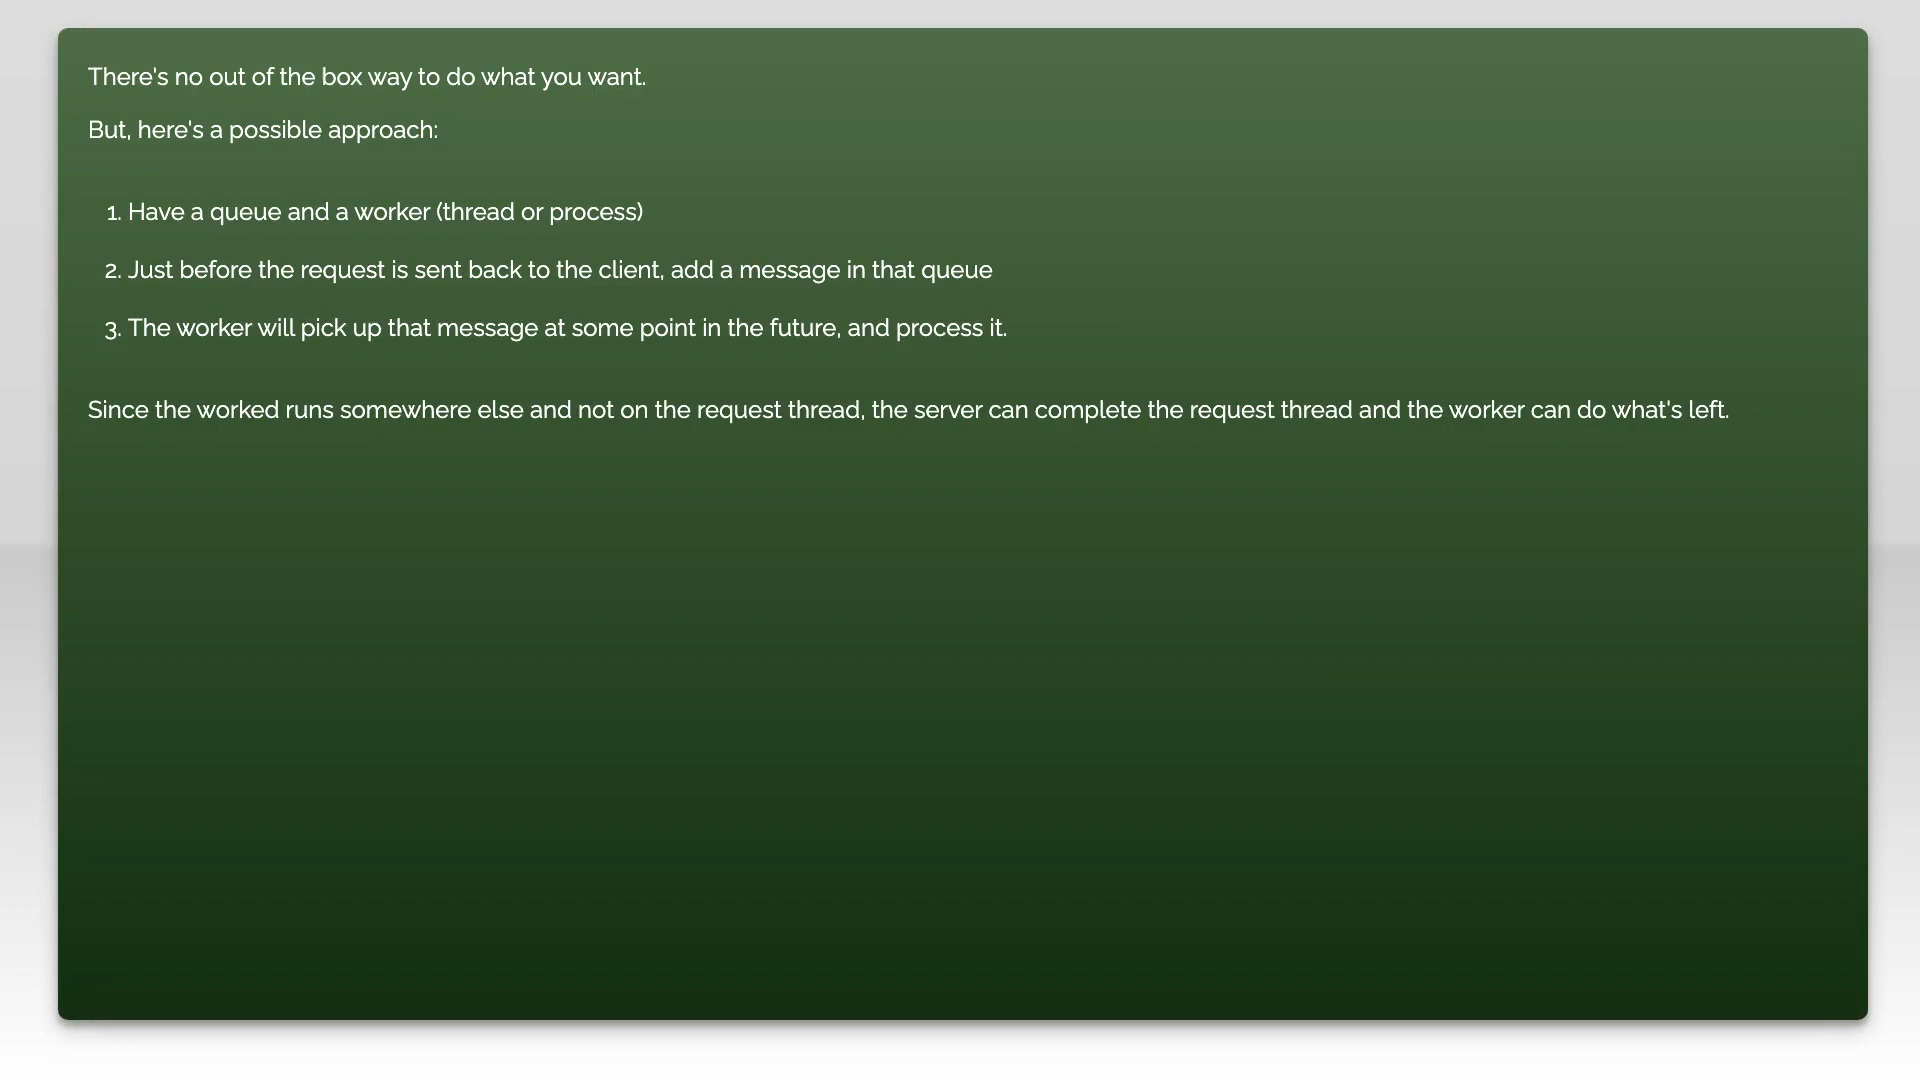 There's no out of the box way to do what you want.
But, here's a possible approach:
1. Have a queue and a worker (thread or process)
2. Just before the request is sent back to the client, add a message in that queue
3. The worker will pick up that message at some point in the future, and process it.
Since the worked runs somewhere else and not on the request thread, the server can complete the request thread and the worker can do what's left.